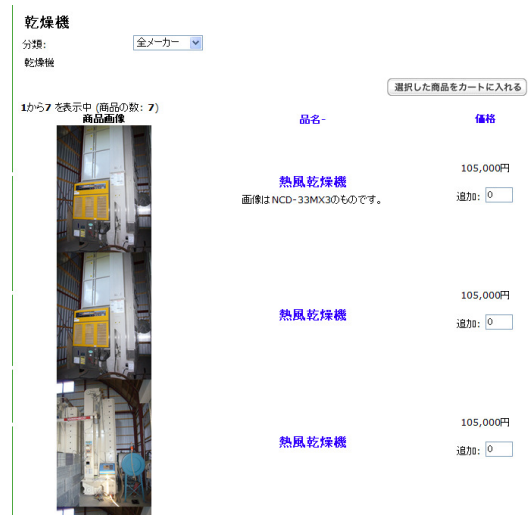 乾燥機
分類: 全メーカー
乾燥機
選択した商品をカートに入れる
1から7 を表示中 (商品の数: 7)
商品画像 品名- 価格
105,000円
熱風乾燥機
画像はNCD-33MX3のものです。
追加: 0
105,000円
熱風乾燥機
追加: 0
105,000円
熱風乾燥機
追加: 0